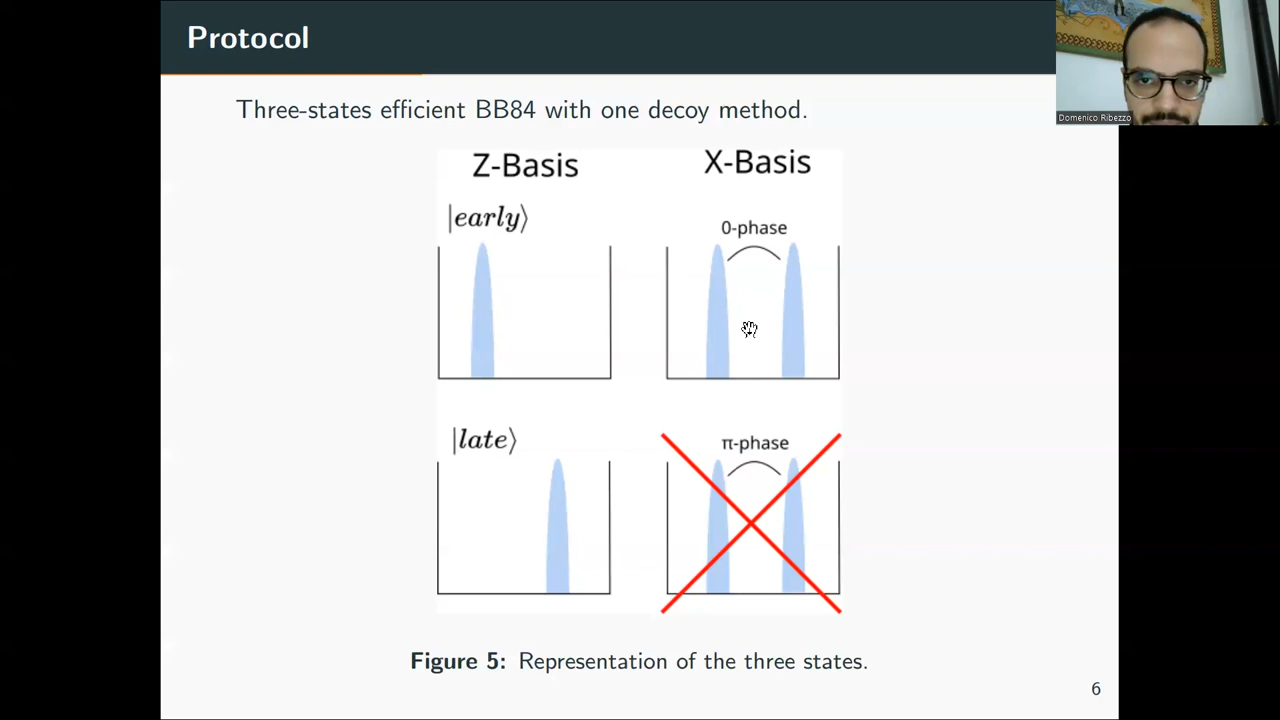 Protocol
Domenico Ribezzo
Three-states efficient BB84 with one decoy method.
Z-Basis
X-Basis
|early⟩
0-phase
|late⟩
π-phase
Figure 5: Representation of the three states.
6